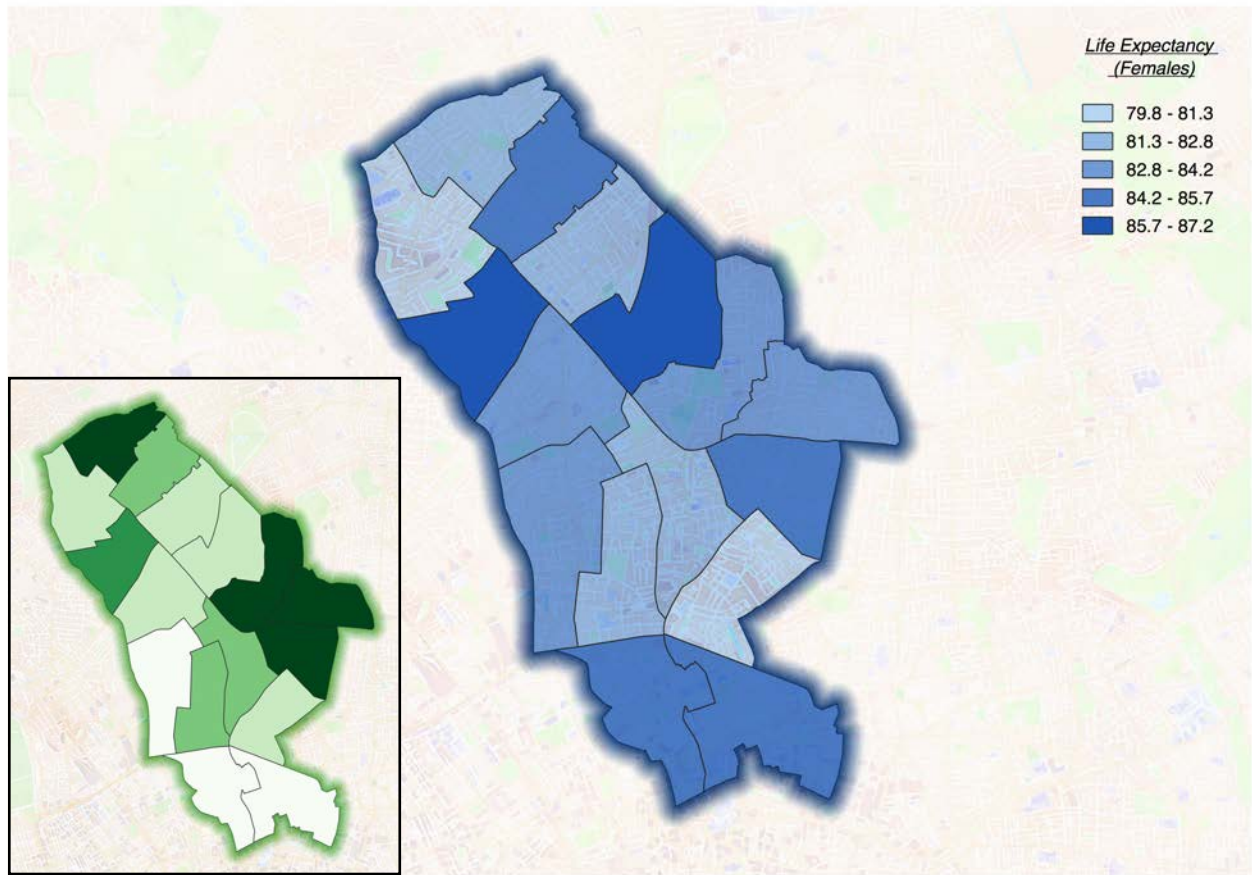 Life Expectancy
(Females)
79.8 - 81.3
81.3 - 82.8
82.8 - 84.2
84.2 - 85.7
85.7 - 87.2